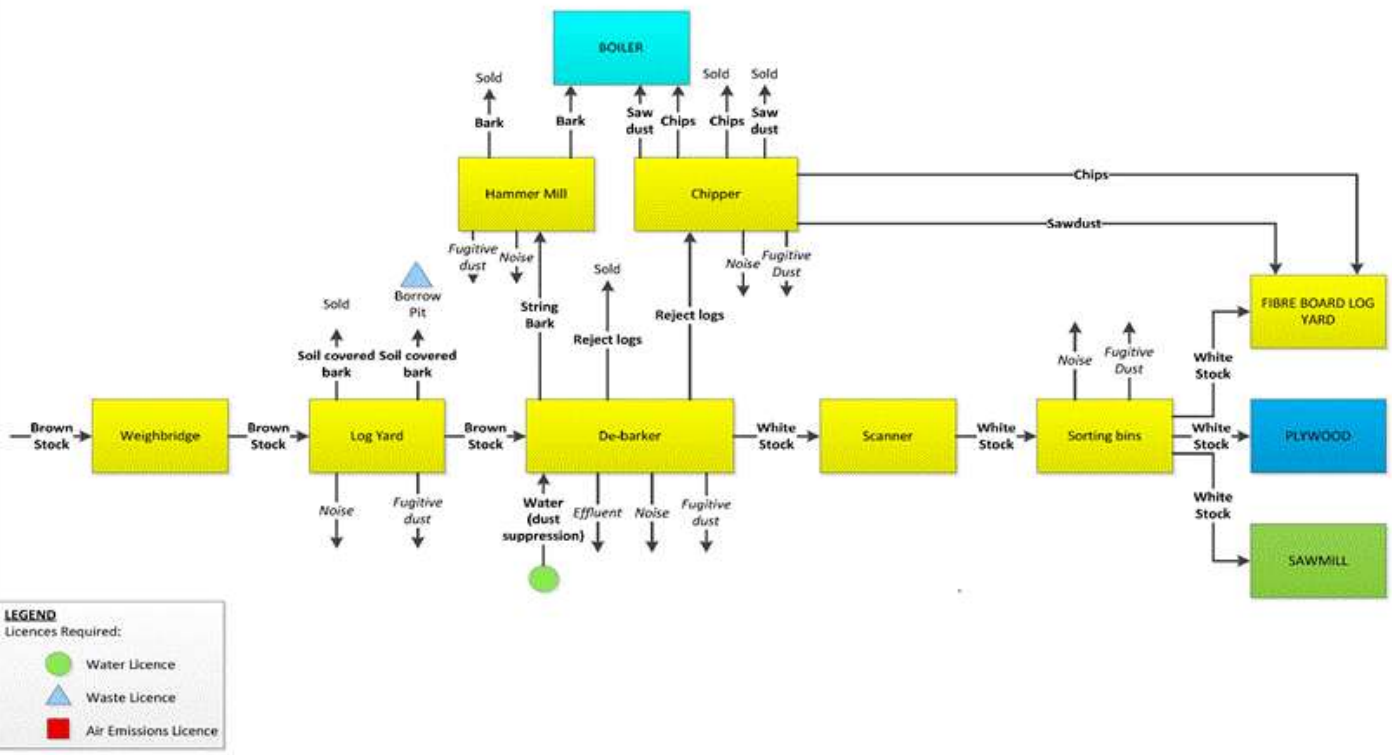 BOILER
Sold
Sold
Sold
Bark
Bark
Saw
dust
Chips
Chips
Saw
dust
Hammer Mill
Chipper
Chips
Sawdust
Fugitive
dust
Noise
Noise
Fugitive
Dust
Borrow
Pit
Sold
Sold
String
Bark
Reject logs
Reject logs
FIBRE BOARD LOG
YARD
Soil covered
bark
Soil covered
bark
Noise
Fugitive
Dust
White
Stock
Brown
Stock
Weighbridge
Brown
Stock
Log Yard
Brown
Stock
De-barker
White
Stock
Scanner
White
Stock
Sorting bins
White
Stock
PLYWOOD
Noise
Fugitive
dust
Water
(dust
suppression)
Effluent
Noise
Fugitive
dust
White
Stock
SAWMILL
LEGEND
Licences Required:
Water Licence
Waste Licence
Air Emissions Licence